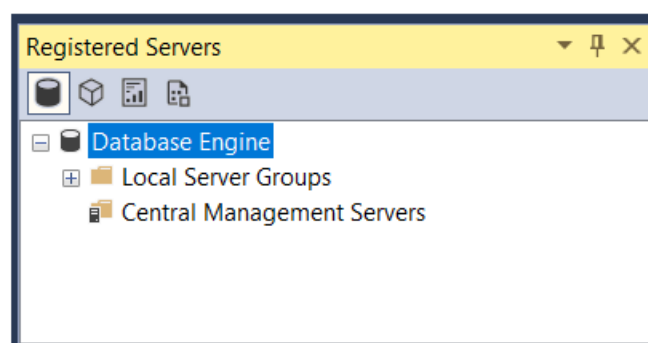 Registered Servers
Database Engine
Local Server Groups
Central Management Servers